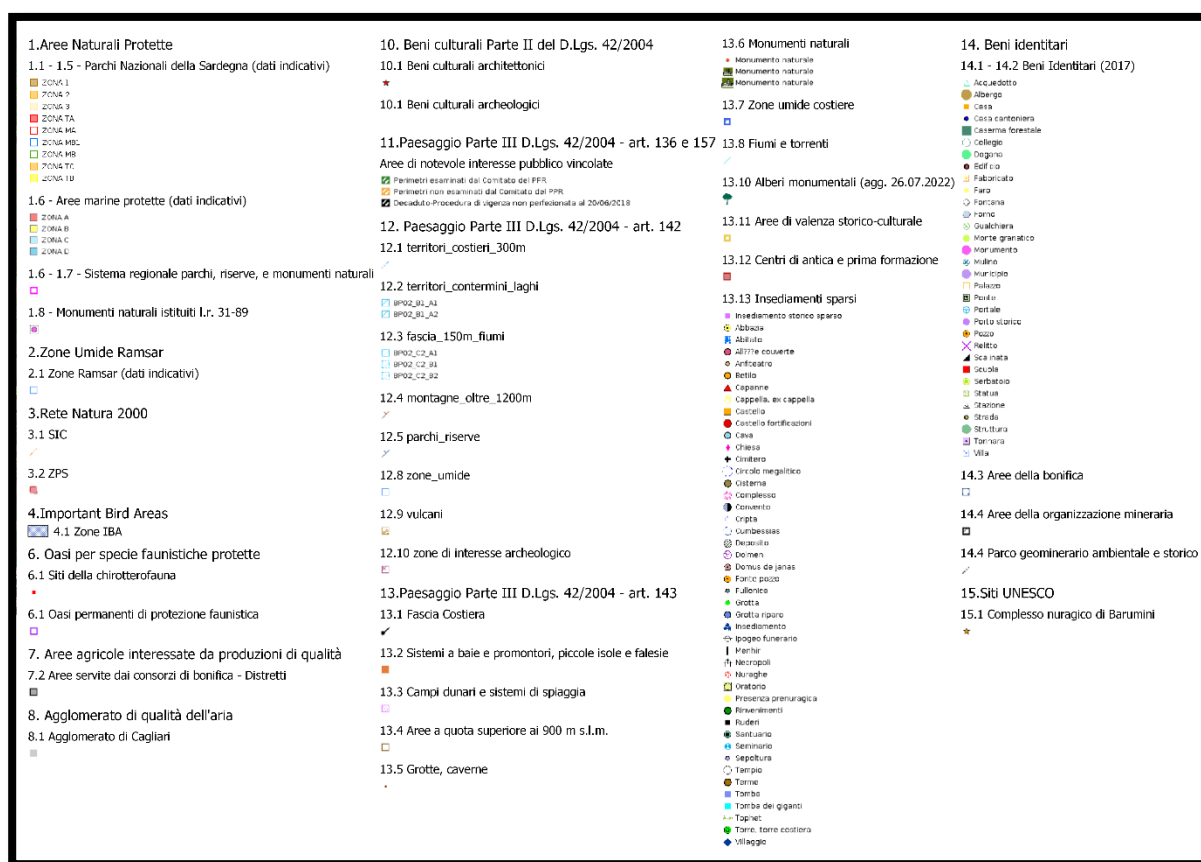 1.Aree Naturali Protette
1.1 - 1.5 - Parchi Nazionali della Sardegna (dati indicativi)
ZONA 1
ZONA 2
ZONA 3
ZONA TA
ZONA MA
ZONA MB1
ZONA MB
ZONA TC
ZONA TB
1.6 - Aree marine protette (dati indicativi)
ZONA A
ZONA B
ZONA C
ZONA D
1.6 - 1.7 - Sistema regionale parchi, riserve, e monumenti naturali
1.8 - Monumenti naturali istituiti l.r. 31-89
2.Zone Umide Ramsar
2.1 Zone Ramsar (dati indicativi)
3.Rete Natura 2000
3.1 SIC
3.2 ZPS
4.Important Bird Areas
4.1 Zone IBA
6. Oasi per specie faunistiche protette
6.1 Siti della chirotterofauna
6.1 Oasi permanenti di protezione faunistica
7. Aree agricole interessate da produzioni di qualità
7.2 Aree servite dai consorzi di bonifica - Distretti
8. Agglomerato di qualità dell'aria
8.1 Agglomerato di Cagliari
10. Beni culturali Parte II del D.Lgs. 42/2004
10.1 Beni culturali architettonici
10.1 Beni culturali archeologici
11.Paesaggio Parte III D.Lgs. 42/2004 - art. 136 e 157
Aree di notevole interesse pubblico vincolate
Perimetri esaminati dal Comitato del PPR
Perimetri non esaminati dal Comitato del PPR
Decaduto-Procedura di vigenza non perfezionata al 20/06/2018
12. Paesaggio Parte III D.Lgs. 42/2004 - art. 142
12.1 territori_costieri_300m
12.2 territori_contermini_laghi
BP02_B1_A1
BP02_B1_A2
12.3 fascia_150m_fiumi
BP02_C2_A1
BP02_C2_B1
BP02_C2_B2
12.4 montagne_oltre_1200m
12.5 parchi_riserve
12.8 zone_umide
12.9 vulcani
12.10 zone di interesse archeologico
13.Paesaggio Parte III D.Lgs. 42/2004 - art. 143
13.1 Fascia Costiera
13.2 Sistemi a baie e promontori, piccole isole e falesie
13.3 Campi dunari e sistemi di spiaggia
13.4 Aree a quota superiore ai 900 m s.l.m.
13.5 Grotte, caverne
13.6 Monumenti naturali
Monumento naturale
Monumento naturale
Monumento naturale
13.7 Zone umide costiere
13.8 Fiumi e torrenti
13.10 Alberi monumentali (agg. 26.07.2022)
13.11 Aree di valenza storico-culturale
13.12 Centri di antica e prima formazione
13.13 Insediamenti sparsi
Insediamento storico sparso
Abbazia
Abitato
All???e couverte
Anfiteatro
Betilo
Capanne
Cappella, ex cappella
Castello
Castello fortificazioni
Cava
Chiesa
Cimitero
Circolo megalitico
Cisterna
Complesso
Convento
Cripta
Cumbessias
Deposito
Dolmen
Domus de janas
Fonte pozzo
Fullonica
Grotta
Grotta riparo
Insediamento
Ipogeo funerario
Menhir
Necropoli
Nuraghe
Oratorio
Presenza prenuragica
Rinvenimenti
Ruderi
Santuario
Seminario
Sepoltura
Tempio
Terme
Tomba
Tomba dei giganti
Tophet
Torre, torre costiera
Villaggio
14. Beni identitari
14.1 - 14.2 Beni Identitari (2017)
Acquedotto
Albergo
Casa
Casa cantoniera
Caserma forestale
Collegio
Dogana
Edificio
Fabbricato
Faro
Fontana
Forno
Gualchiera
Monte granatico
Monumento
Mulino
Municipio
Palazzo
Ponte
Portale
Porto storico
Pozzo
Relitto
Scalinata
Scuola
Serbatoio
Statua
Stazione
Strada
Struttura
Tonnara
Villa
14.3 Aree della bonifica
14.4 Aree della organizzazione mineraria
14.4 Parco geominerario ambientale e storico
15.Siti UNESCO
15.1 Complesso nuragico di Barumini